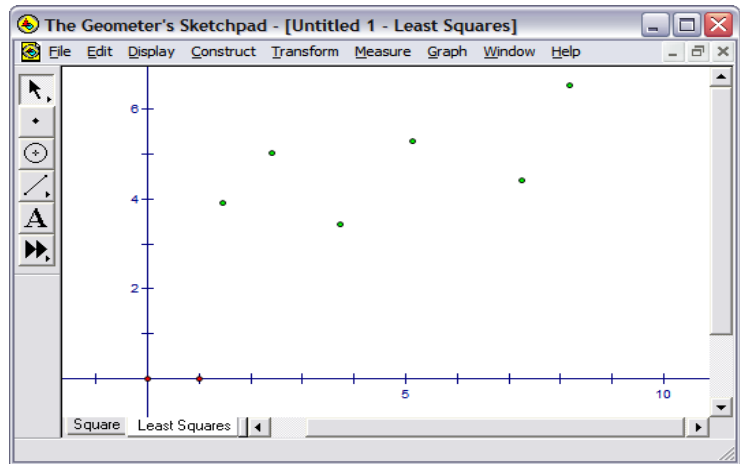 The Geometer's Sketchpad - [Untitled 1 - Least Squares]
File Edit Display Construct Transform Measure Graph Window Help
A
6
4
2
5
10
Square Least Squares